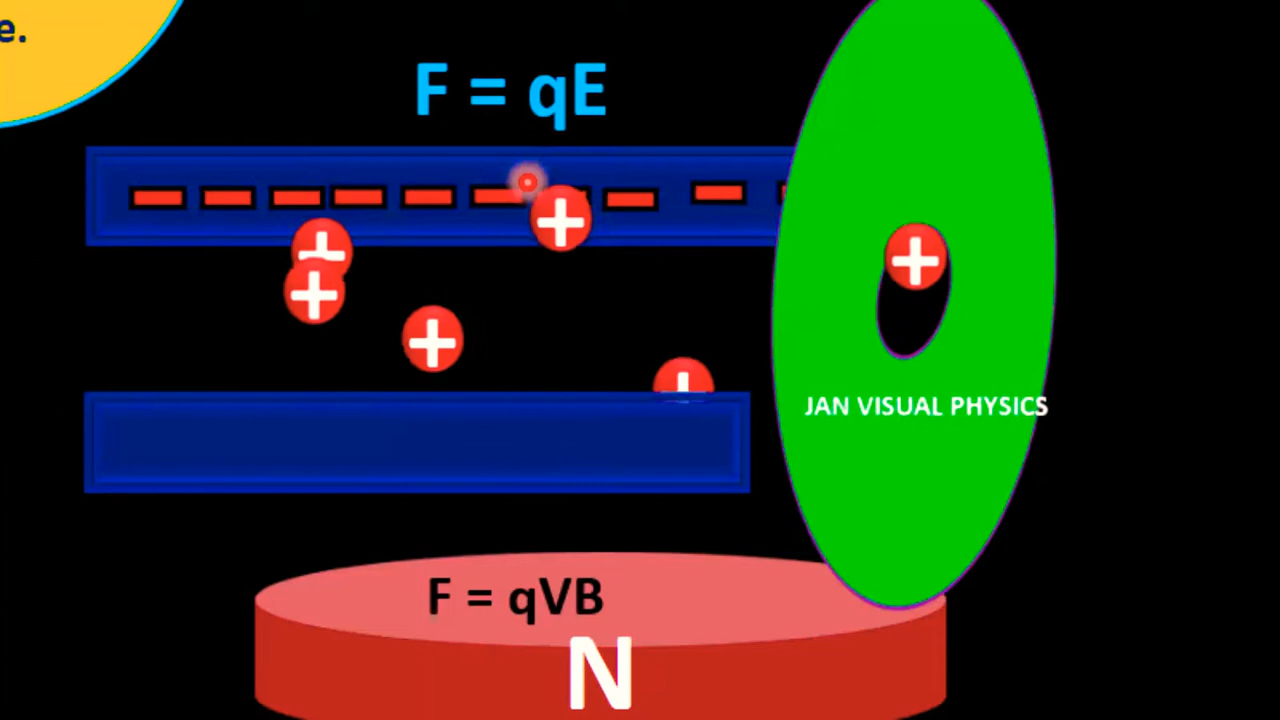 e.
F = qE
JAN VISUAL PHYSICS
F = qVB
N